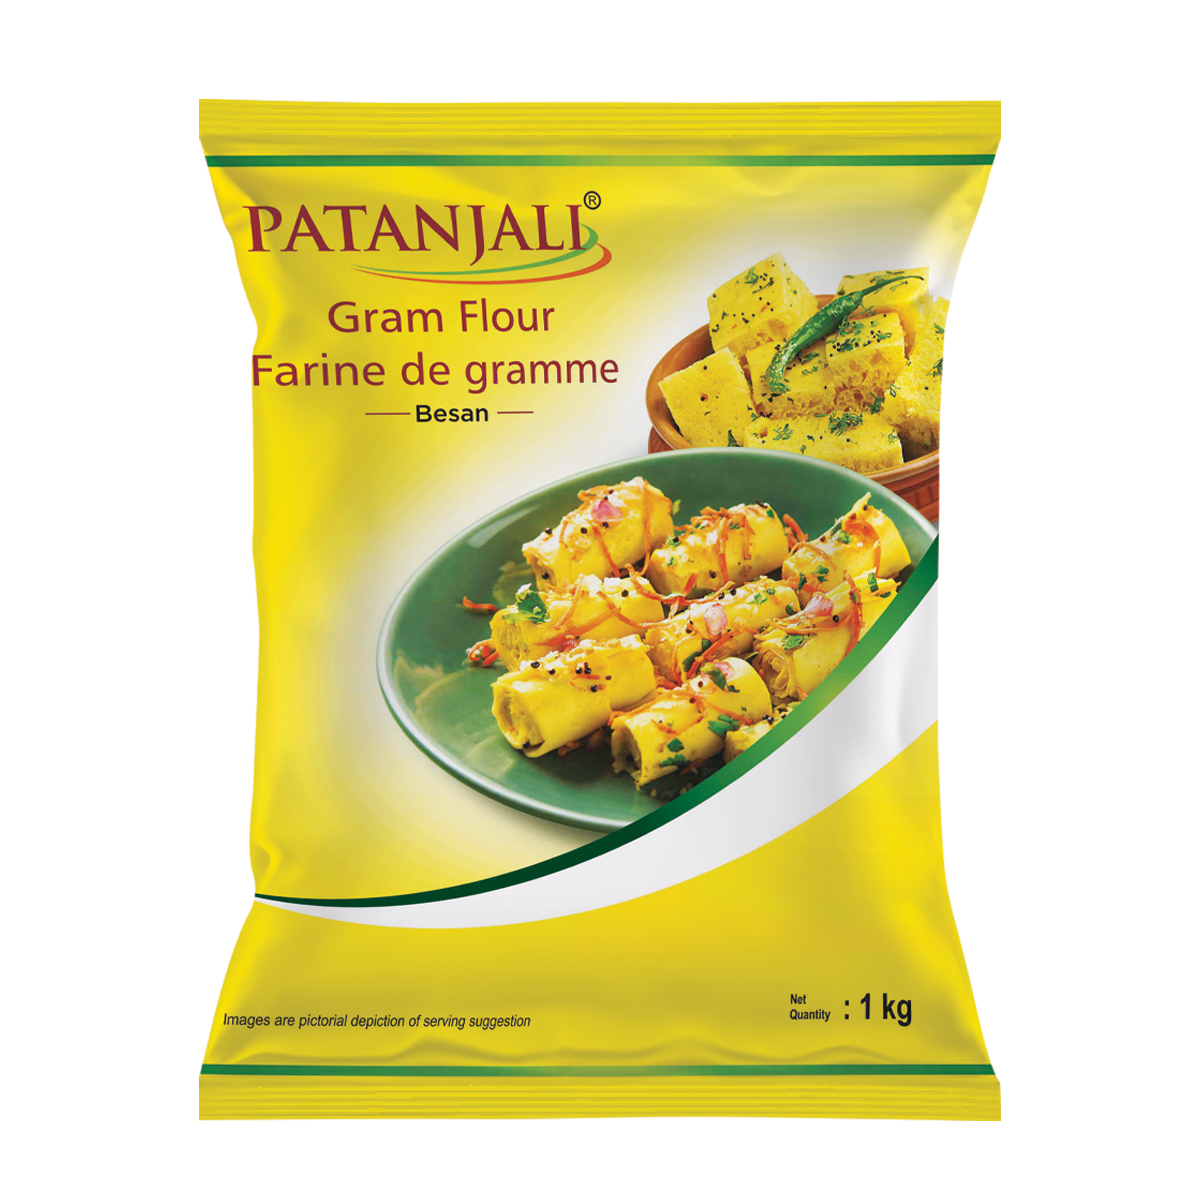 PATANJALI®
Gram Flour
Farine de gramme
Besan
Images are pictorial depiction of serving suggestion
Net
Quantity : 1 kg